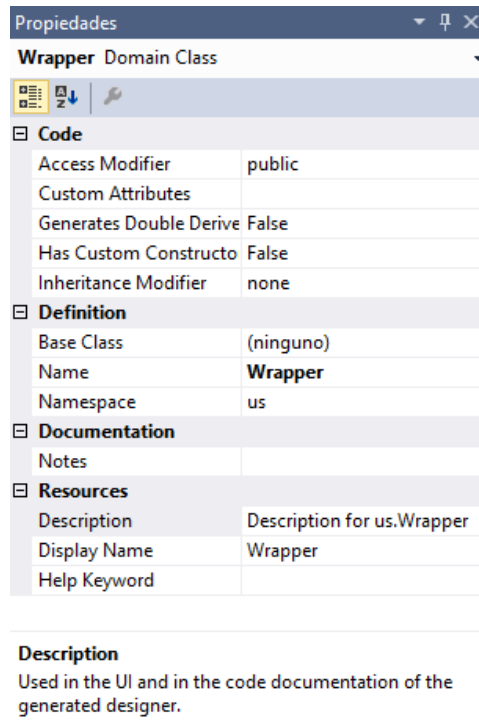 Propiedades
Wrapper Domain Class
Code
Access Modifier public
Custom Attributes
Generates Double Derive False
Has Custom Constructo False
Inheritance Modifier none
Definition
Base Class (ninguno)
Name Wrapper
Namespace us
Documentation
Notes
Resources
Description Description for us.Wrapper
Display Name Wrapper
Help Keyword
Description
Used in the UI and in the code documentation of the
generated designer.